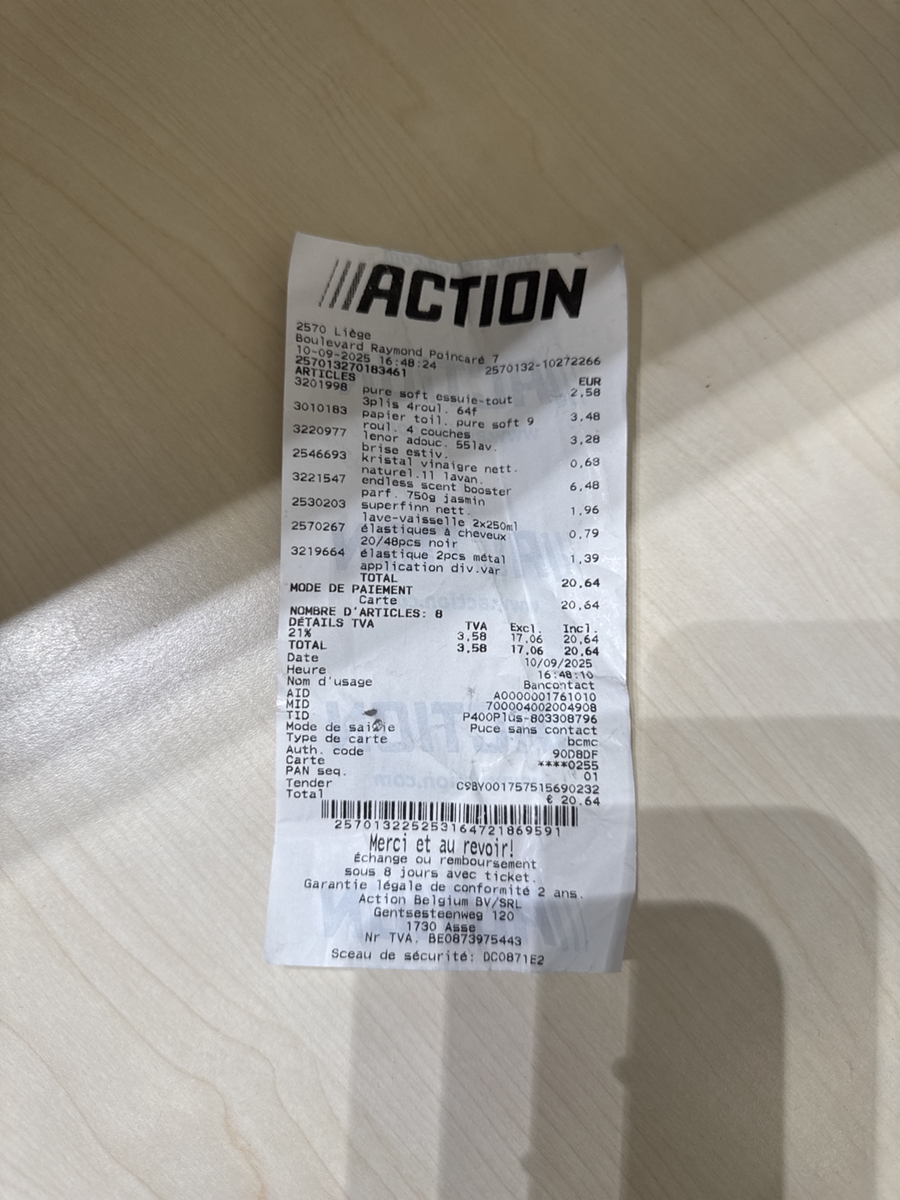 ///ACTION
2570 Liège
Boulevard Raymond Poincaré 7
10-09-2025 16:48:24 2570132-10272266
257013270183461
ARTICLES EUR
3201998 pure soft essuie-tout 2,58
3plis 4roul. 64f
3010183 papier toil. pure soft 9 3,48
roul. 4 couches
3220977 lenor adouc. 55lav. 3,28
brise estiv.
2546693 kristal vinaigre nett. 0,68
naturel.1l lavan.
3221547 endless scent booster 6,48
parf. 750g jasmin
2530203 superfinn nett. 1,96
lave-vaisselle 2x250ml
2570267 élastiques à cheveux 0,79
20/48pcs noir
3219664 élastique 2pcs métal 1,39
application div.var
TOTAL 20,64
MODE DE PAIEMENT
Carte 20,64
NOMBRE D'ARTICLES: 8
DÉTAILS TVA TVA Excl. Incl.
21% 3,58 17,06 20,64
TOTAL 3,58 17,06 20,64
Date 10/09/2025
Heure 16:48:10
Nom d'usage Bancontact
AID A0000001761010
MID 700004002004908
TID P400Plus-803308796
Mode de saisie Puce sans contact
Type de carte bcmc
Auth. code 90DBDF
Carte ****0255
PAN seq. 01
Tender C9BY001757515690232
Total € 20.64
257013225253164721869591
Merci et au revoir!
Échange ou remboursement
sous 8 jours avec ticket.
Garantie légale de conformité 2 ans.
Action Belgium BV/SRL
Gentsesteenweg 120
1730 Asse
Nr TVA. BE0873975443
Sceau de sécurité: DC0871E2